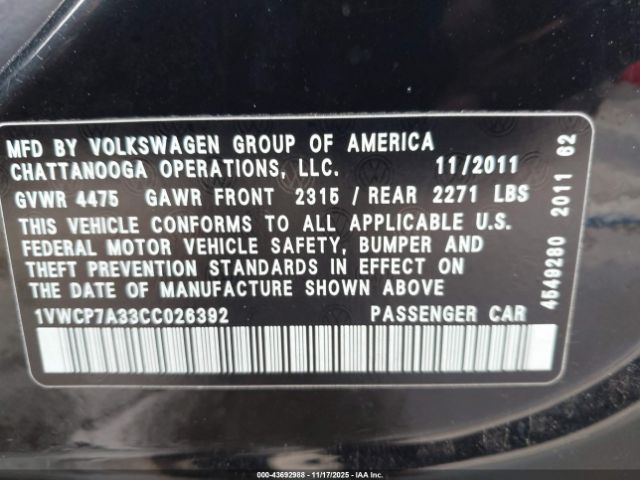 MFD BY VOLKSWAGEN GROUP OF AMERICA
CHATTANOOGA OPERATIONS, LLC. 11/2011
GVWR 4475 GAWR FRONT 2315 / REAR 2271 LBS
THIS VEHICLE CONFORMS TO ALL APPLICABLE U.S.
FEDERAL MOTOR VEHICLE SAFETY, BUMPER AND
THEFT PREVENTION STANDARDS IN EFFECT ON
THE DATE OF MANUFACTURE SHOWN ABOVE
1VWCP7A33CC026392 PASSENGER CAR
4549280 2011 62
000-43692988 - 11/17/2025 - © IAA, INC.